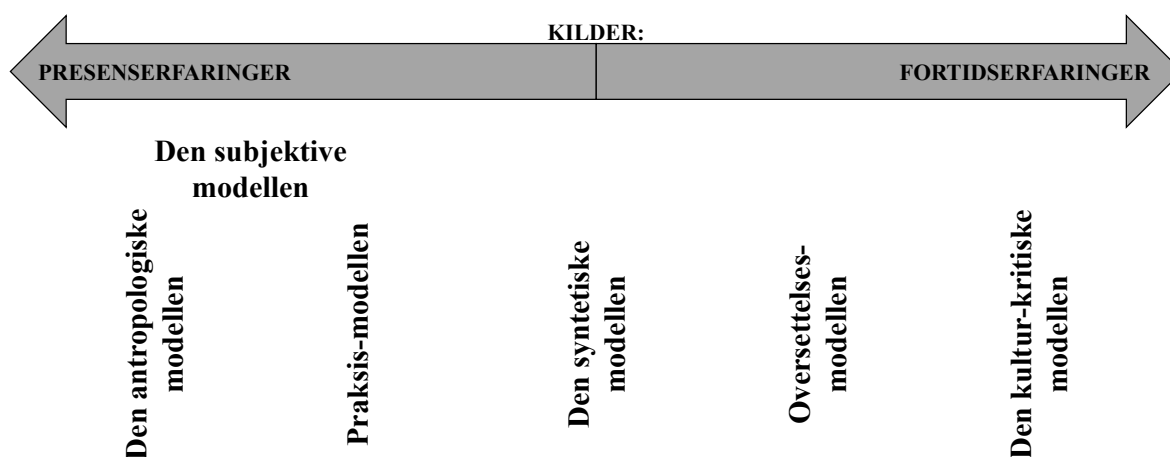 KILDER:
PRESENSERFARINGER
FORTIDSERFARINGER
Den subjektive
modellen
Den antropologiske
modellen
Praksis-modellen
Den syntetiske
modellen
Oversettelses-
modellen
Den kultur-kritiske
modellen